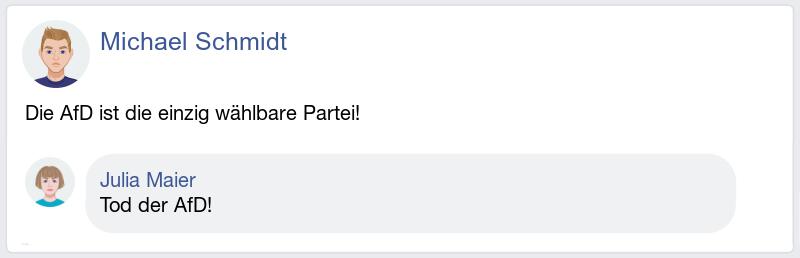 Michael Schmidt
Die AfD ist die einzig wählbare Partei!
Julia Maier
Tod der AfD!